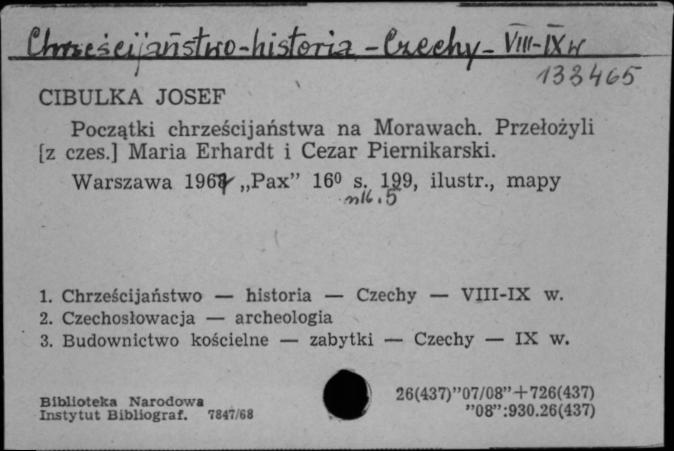 Chrześcijaństwo - historia - Czechy - VIII-IX w
133465
CIBULKA JOSEF
Początki chrześcijaństwa na Morawach. Przełożyli
[z czes.] Maria Erhardt i Cezar Piernikarski.
Warszawa 1967 „Pax” 16⁰ s. 199, ilustr., mapy
nlb. 5
1. Chrześcijaństwo — historia — Czechy — VIII-IX w.
2. Czechosłowacja — archeologia
3. Budownictwo kościelne — zabytki — Czechy — IX w.
26(437)”07/08”+726(437)
”08”:930.26(437)
Biblioteka Narodowa
Instytut Bibliograf. 7847/68